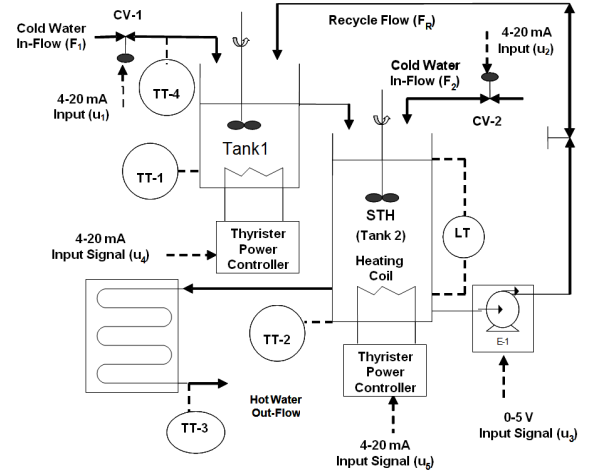 CV-1
Cold Water
In-Flow (F1)
4-20 mA
Input (u1)
TT-4
Recycle Flow (FR)
4-20 mA
Input (u2)
Cold Water
In-Flow (F2)
CV-2
Tank1
TT-1
STH
(Tank 2)
Heating
Coil
LT
4-20 mA
Input Signal (u4)
Thyrister
Power
Controller
TT-2
E-1
Thyrister
Power
Controller
Hot Water
Out-Flow
TT-3
4-20 mA
Input Signal (u5)
0-5 V
Input Signal (u3)